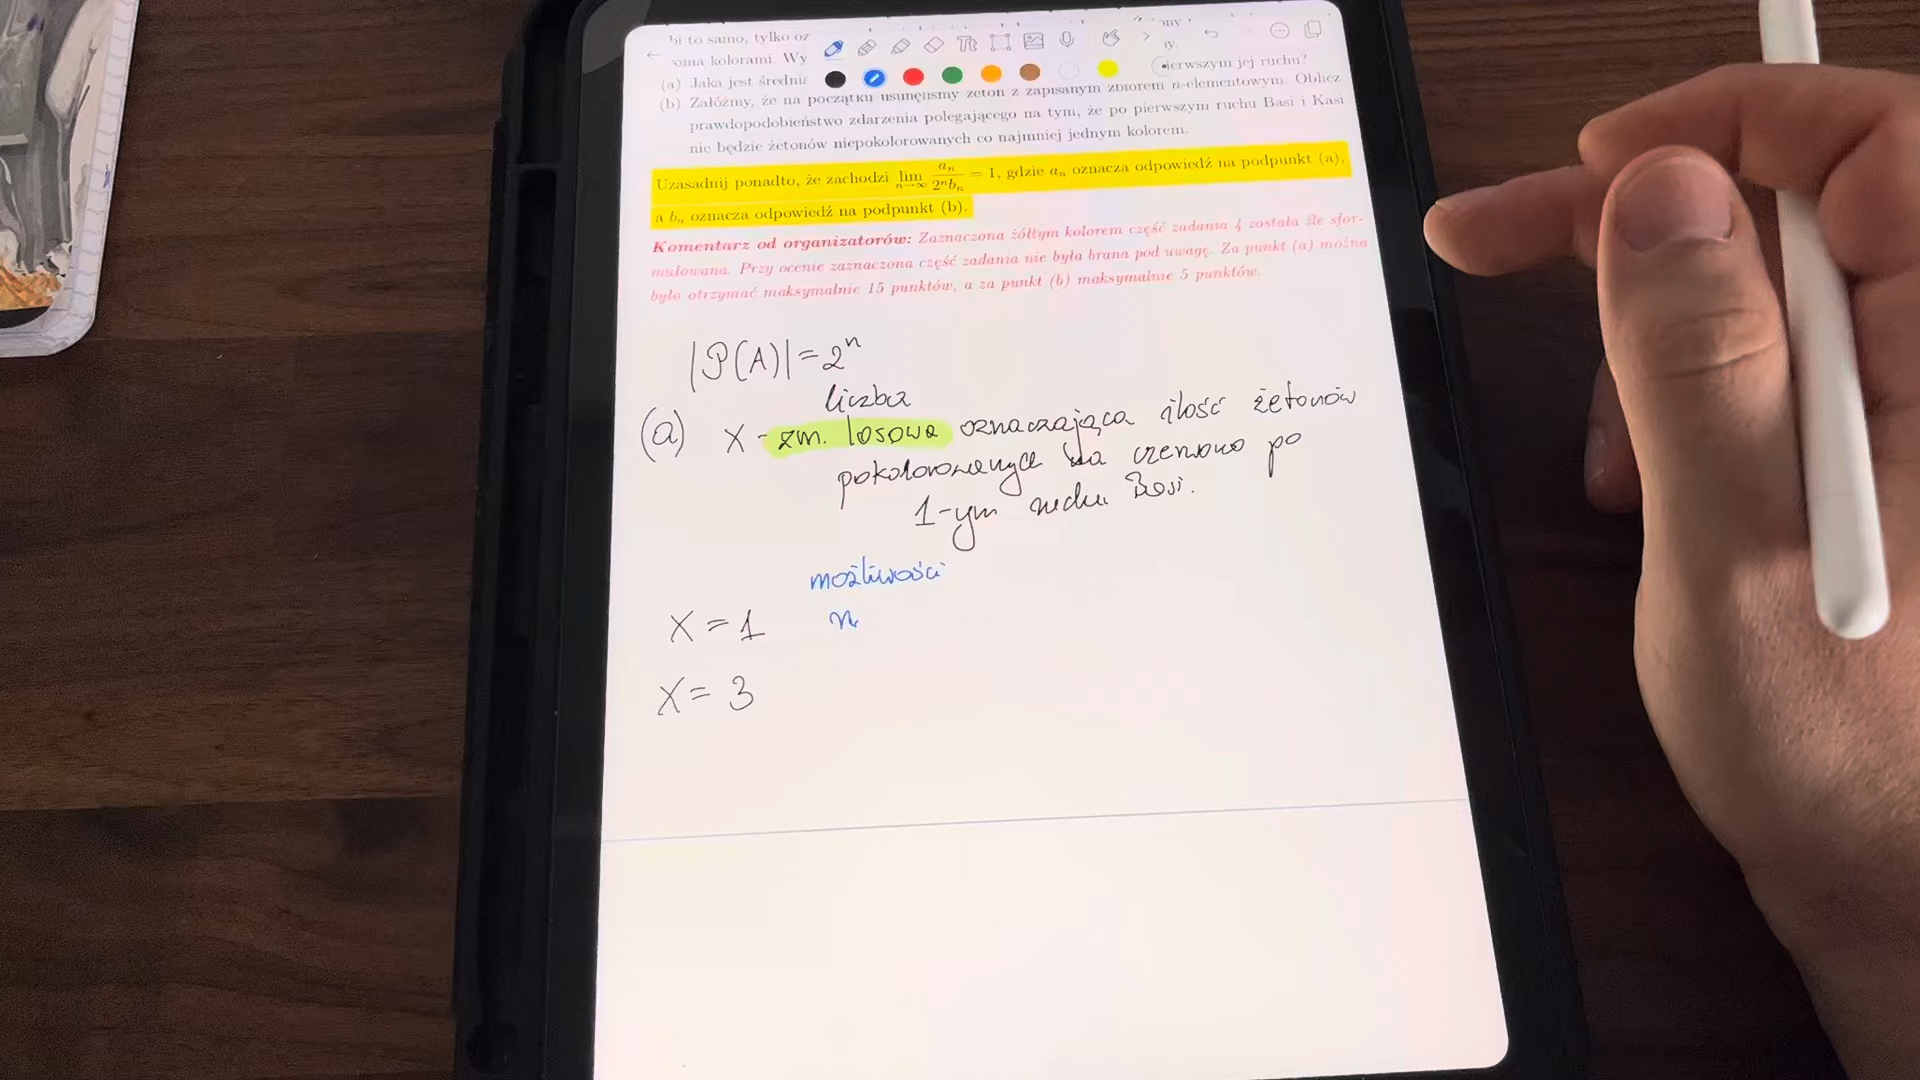 bi to samo, tylko oz
oma kolorami. Wy
(a) Jaka jest średni
ierwszym jej ruchu?
(b) Załóżmy, że na początku usunęliśmy żeton z zapisanym zbiorem n-elementowym. Oblicz
prawdopodobieństwo zdarzenia polegającego na tym, że po pierwszym ruchu Basi i Kasi
nie będzie żetonów niepokolorowanych co najmniej jednym kolorem.
Uzasadnij ponadto, że zachodzi lim n→∞ aₙ/2ⁿbₙ = 1, gdzie aₙ oznacza odpowiedź na podpunkt (a),
a bₙ oznacza odpowiedź na podpunkt (b).
Komentarz od organizatorów: Zaznaczona żółtym kolorem część zadania 4 została źle sfor-
mułowana. Przy ocenie zaznaczona część zadania nie była brana pod uwagę. Za punkt (a) można
było otrzymać maksymalnie 15 punktów, a za punkt (b) maksymalnie 5 punktów.
|P(A)| = 2ⁿ
liczba
(a) X - zm. losowa oznaczająca ilość żetonów
pokolorowanych na czerwono po
1-ym ruchu Basi.
możliwości
X = 1 n
X = 3